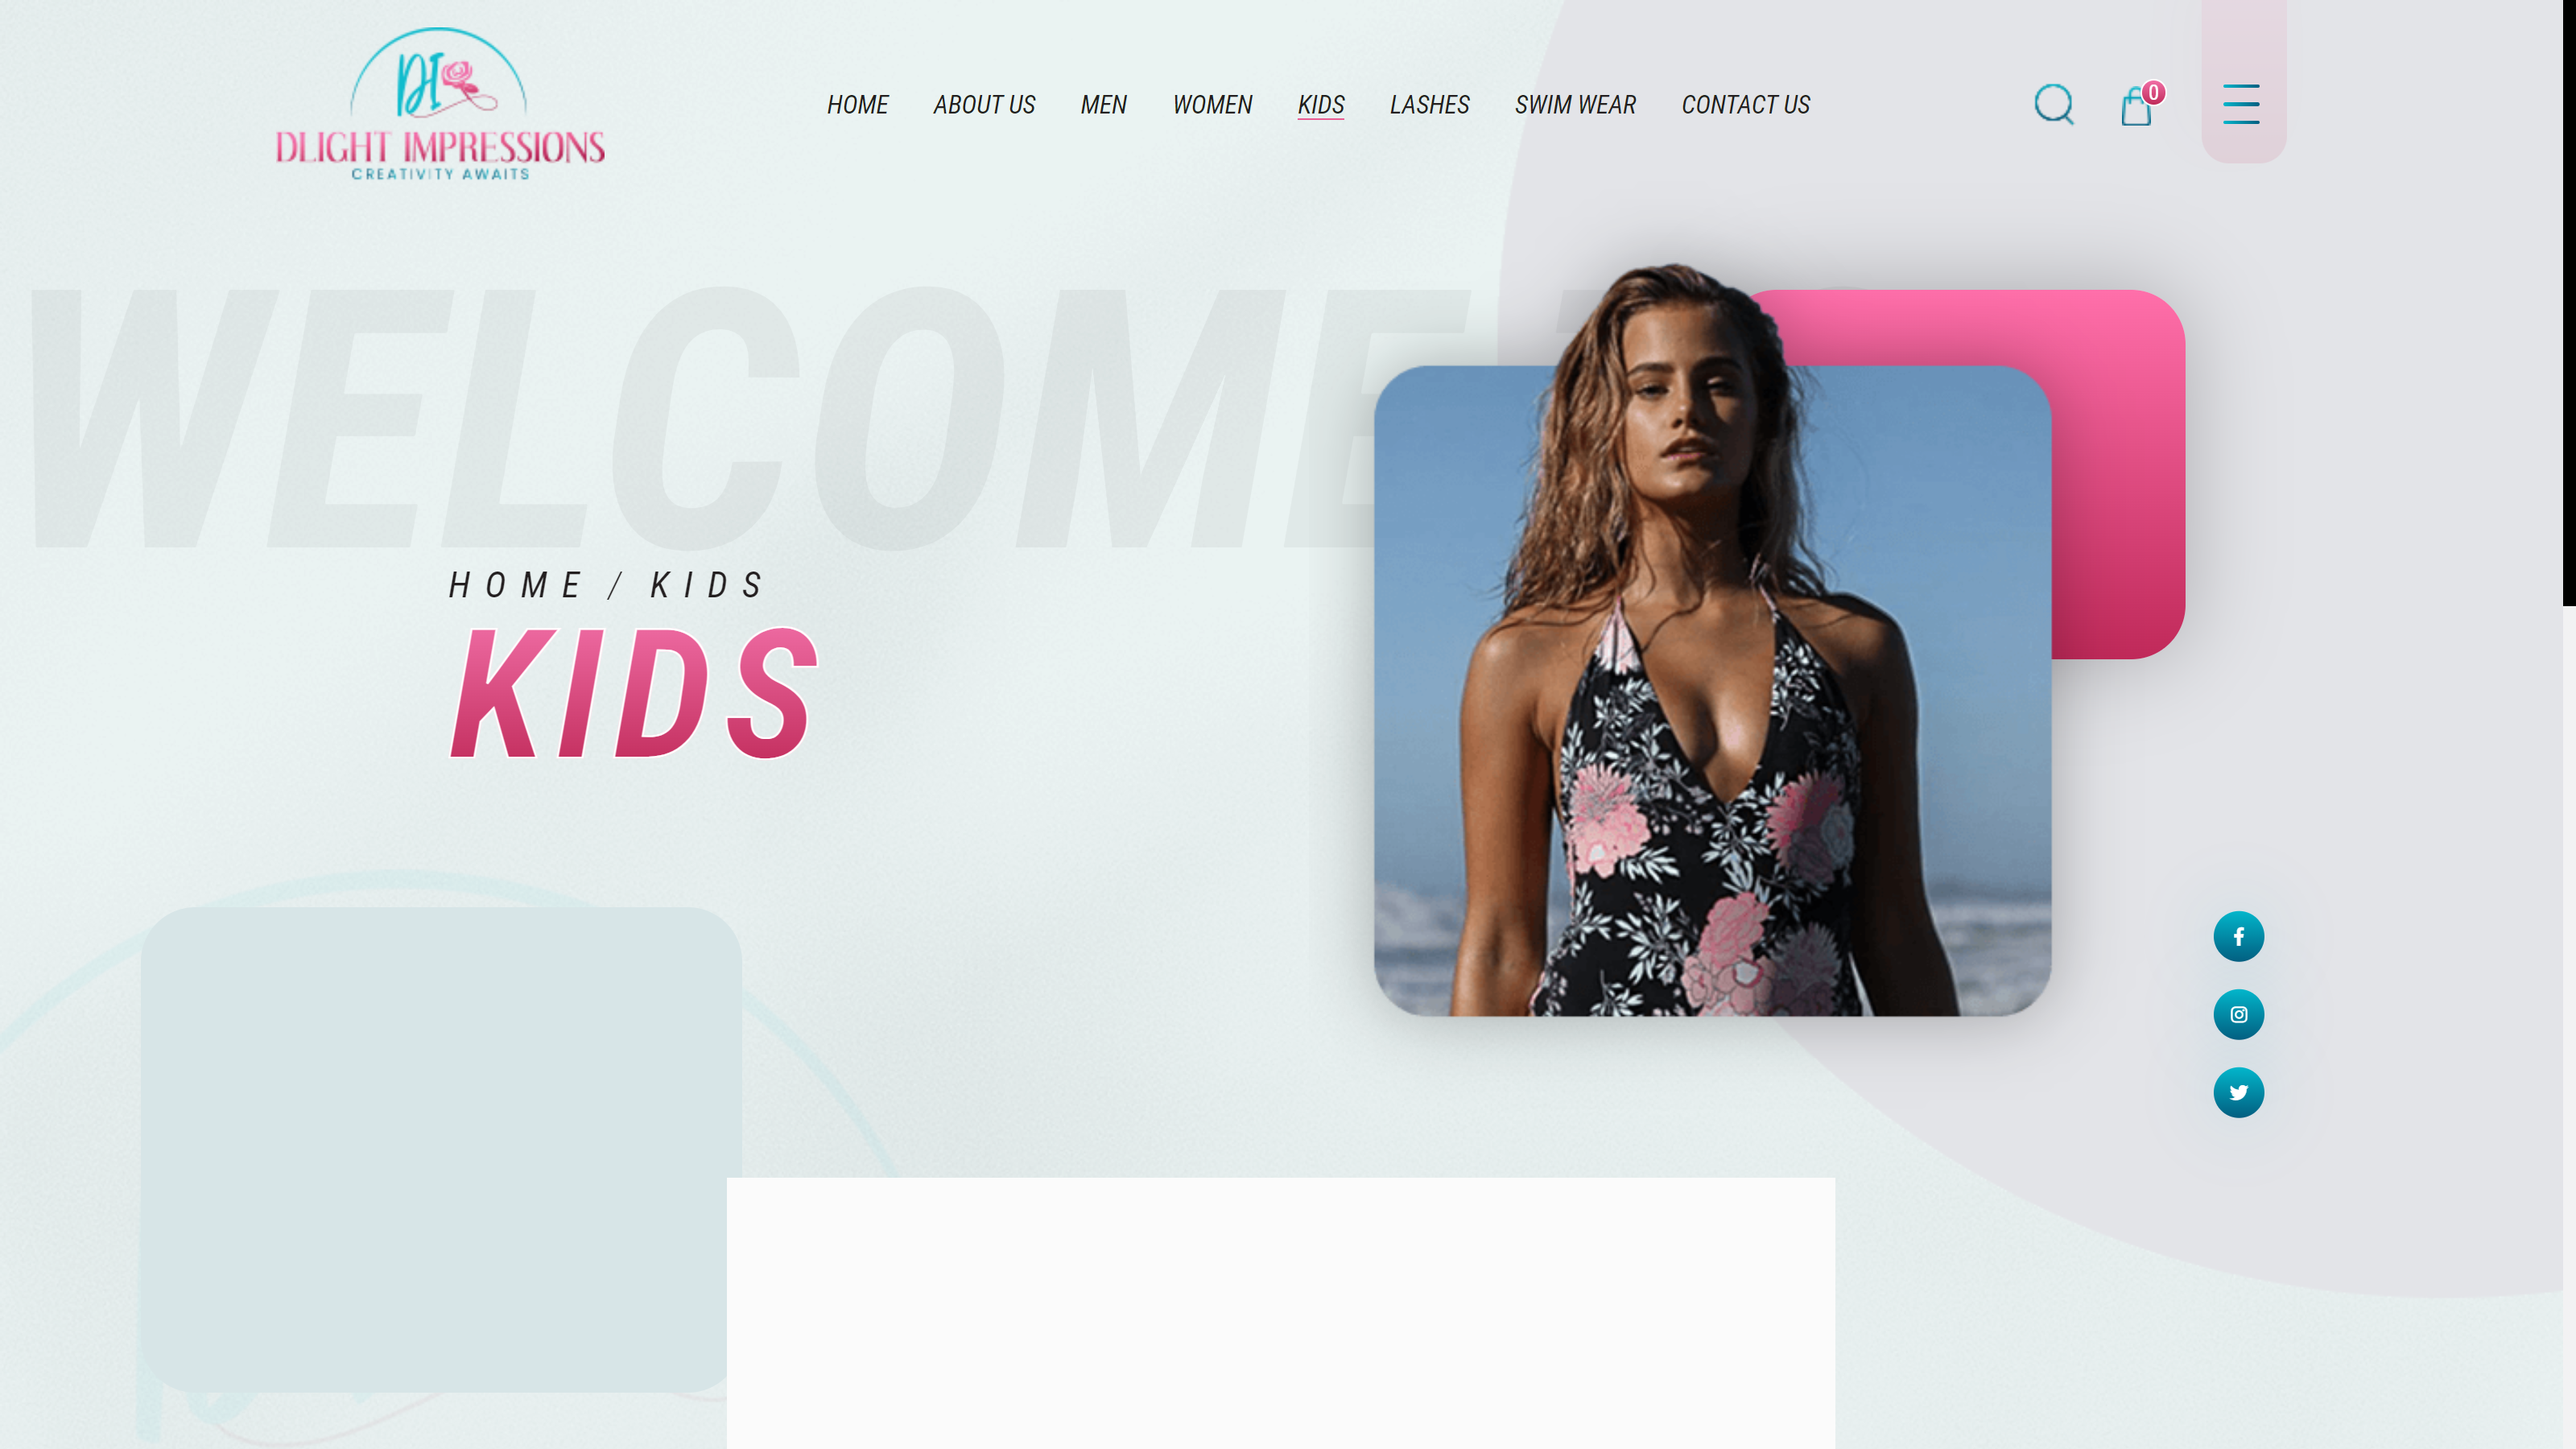 DI
DLIGHT IMPRESSIONS
CREATIVITY AWAITS
HOME ABOUT US MEN WOMEN KIDS LASHES SWIM WEAR CONTACT US
0
WELCOME
HOME / KIDS
KIDS